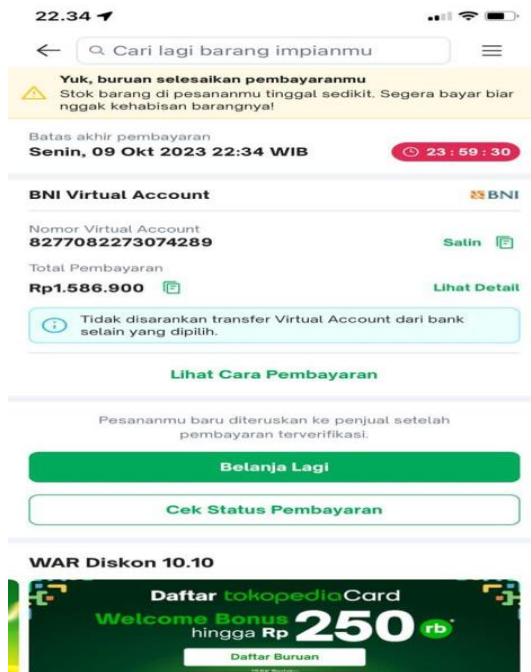 22.34
Cari lagi barang impianmu
Yuk, buruan selesaikan pembayaranmu
Stok barang di pesananmu tinggal sedikit. Segera bayar biar
nggak kehabisan barangnya!
Batas akhir pembayaran
Senin, 09 Okt 2023 22:34 WIB
23 : 59 : 30
BNI Virtual Account
BNI
Nomor Virtual Account
8277082273074289
Salin
Total Pembayaran
Rp1.586.900
Lihat Detail
Tidak disarankan transfer Virtual Account dari bank
selain yang dipilih.
Lihat Cara Pembayaran
Pesananmu baru diteruskan ke penjual setelah
pembayaran terverifikasi.
Belanja Lagi
Cek Status Pembayaran
WAR Diskon 10.10
Daftar tokopediaCard
Welcome Bonus
hingga Rp 250 rb*
Daftar Buruan